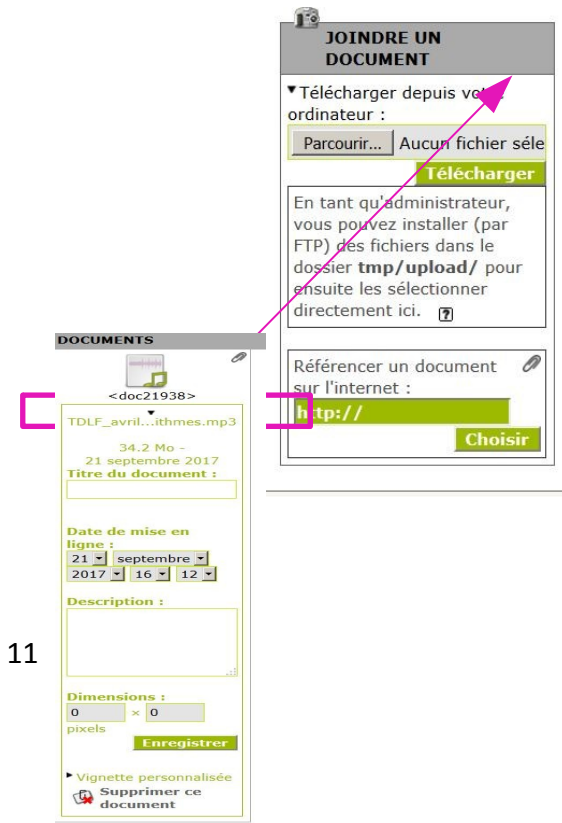 JOINDRE UN
DOCUMENT
▼Télécharger depuis votre
ordinateur :
Parcourir... Aucun fichier séle
Télécharger
En tant qu'administrateur,
vous pouvez installer (par
FTP) des fichiers dans le
dossier tmp/upload/ pour
ensuite les sélectionner
directement ici. ?
Référencer un document
sur l'internet :
http://
Choisir
DOCUMENTS
<doc21938>
TDLF_avril...ithmes.mp3
34.2 Mo -
21 septembre 2017
Titre du document :
Date de mise en
ligne :
21 septembre
2017 16 12
Description :
11
Dimensions :
0 × 0
pixels
Enregistrer
Vignette personnalisée
Supprimer ce
document